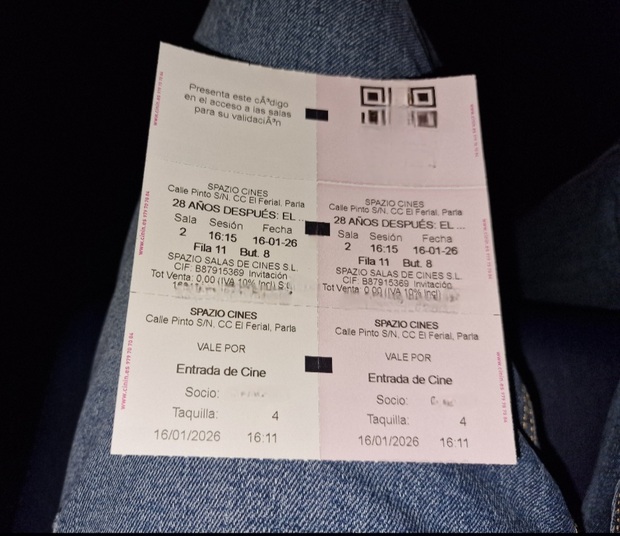 Presenta este cÃ³digo
en el acceso a las salas
para su validaciÃ³n
SPAZIO CINES
Calle Pinto S/N, CC El Ferial, Parla
28 AÑOS DESPUÉS: EL ...
Sala Sesión Fecha
2 16:15 16-01-26
Fila 11 But. 8
SPAZIO SALAS DE CINES S.L.
CIF: B87915369 Invitación
Tot Venta: 0,00 (IVA 10% Incl)
SPAZIO CINES
Calle Pinto S/N, CC El Ferial, Parla
VALE POR
Entrada de Cine
Socio:
Taquilla: 4
16/01/2026 16:11
SPAZIO CINES
Calle Pinto S/N, CC El Ferial, Parla
28 AÑOS DESPUÉS: EL ...
Sala Sesión Fecha
2 16:15 16-01-26
Fila 11 But. 8
SPAZIO SALAS DE CINES S.L.
CIF: B87915369 Invitación
Tot Venta: 0,00 (IVA 10% Incl)
SPAZIO CINES
Calle Pinto S/N, CC El Ferial, Parla
VALE POR
Entrada de Cine
Socio:
Taquilla: 4
16/01/2026 16:11